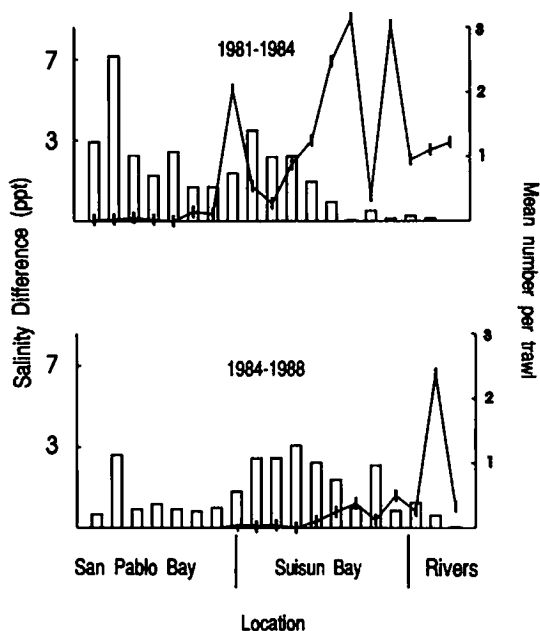 1981-1984
7
3
3
2
1
Salinity Difference (ppt)
Mean number per trawl
1984-1988
7
3
3
2
1
San Pablo Bay
Suisun Bay
Rivers
Location